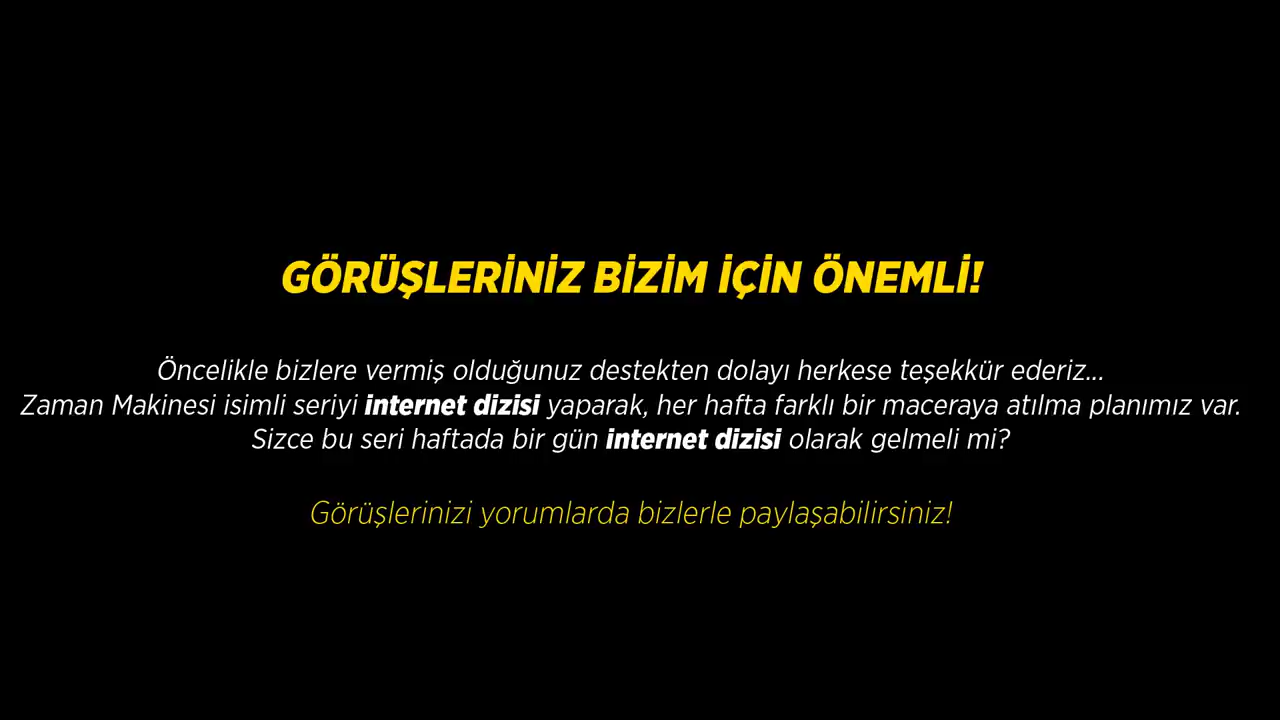 GÖRÜŞLERİNİZ BİZİM İÇİN ÖNEMLİ!
Öncelikle bizlere vermiş olduğunuz destekten dolayı herkese teşekkür ederiz...
Zaman Makinesi isimli seriyi internet dizisi yaparak, her hafta farklı bir maceraya atılma planımız var.
Sizce bu seri haftada bir gün internet dizisi olarak gelmeli mi?
Görüşlerinizi yorumlarda bizlerle paylaşabilirsiniz!